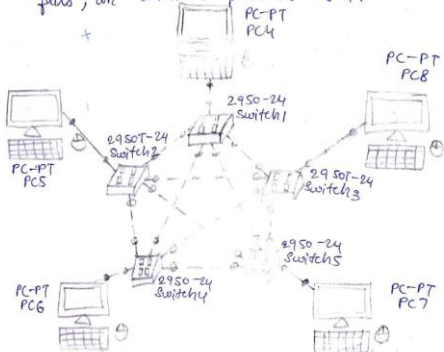 PC-PT
PC4
PC-PT
PC8
2950-24
Switch1
2950T-24
Switch2
PC-PT
PC5
2950T-24
Switch3
2950-24
Switch5
2950-24
Switch4
PC-PT
PC6
PC-PT
PC7